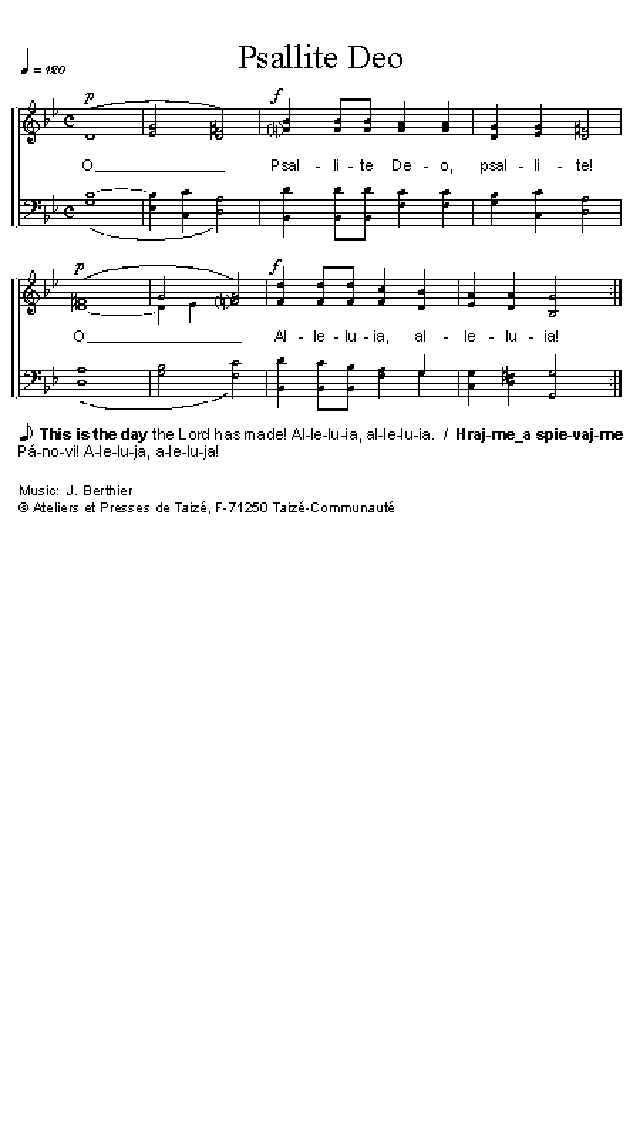 Psallite Deo
♩ = 120
p f
O Psal - li - te De - o, psal - li - te!
p f
O Al - le - lu - ia, al - le - lu - ia!
♪ This is the day the Lord has made! Al-le-lu-ia, al-le-lu-ia. / Hraj-me_a spie-vaj-me
Pá-no-vi! A-le-lu-ja, a-le-lu-ja!
Music: J. Berthier
© Ateliers et Presses de Taizé, F-71250 Taizé-Communauté